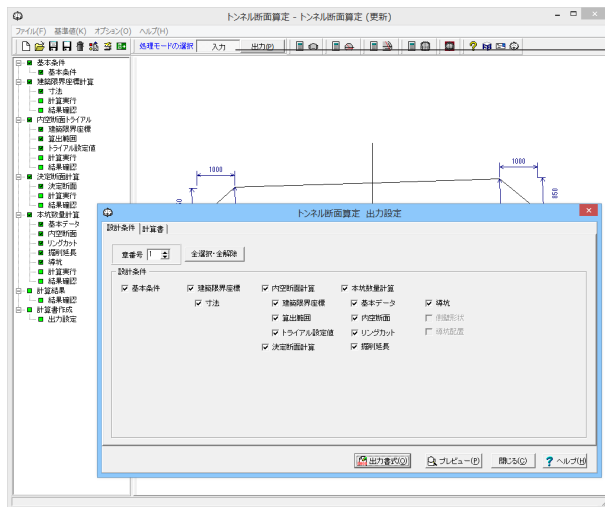 トンネル断面算定 - トンネル断面算定 (更新)
ファイル(F) 基準値(K) オプション(O) ヘルプ(H)
処理モードの選択 入力 出力(P)
基本条件
基本条件
建築限界座標計算
寸法
計算実行
結果確認
内空断面トライアル
建築限界座標
算出範囲
トライアル設定値
計算実行
結果確認
決定断面計算
決定断面
計算実行
結果確認
本坑数量計算
基本データ
内空断面
リングカット
掘削延長
導坑
計算実行
結果確認
計算結果
結果確認
計算書作成
出力設定
1000
1000
850
トンネル断面算定 出力設定
設計条件 計算書
章番号 1 全選択・全解除
設計条件
基本条件 建築限界座標 内空断面計算 本坑数量計算
寸法 建築限界座標 基本データ 導坑
算出範囲 内空断面 側壁形状
トライアル設定値 リングカット 導坑配置
決定断面計算 掘削延長
出力書式(O) プレビュー(P) 閉じる(C) ヘルプ(H)